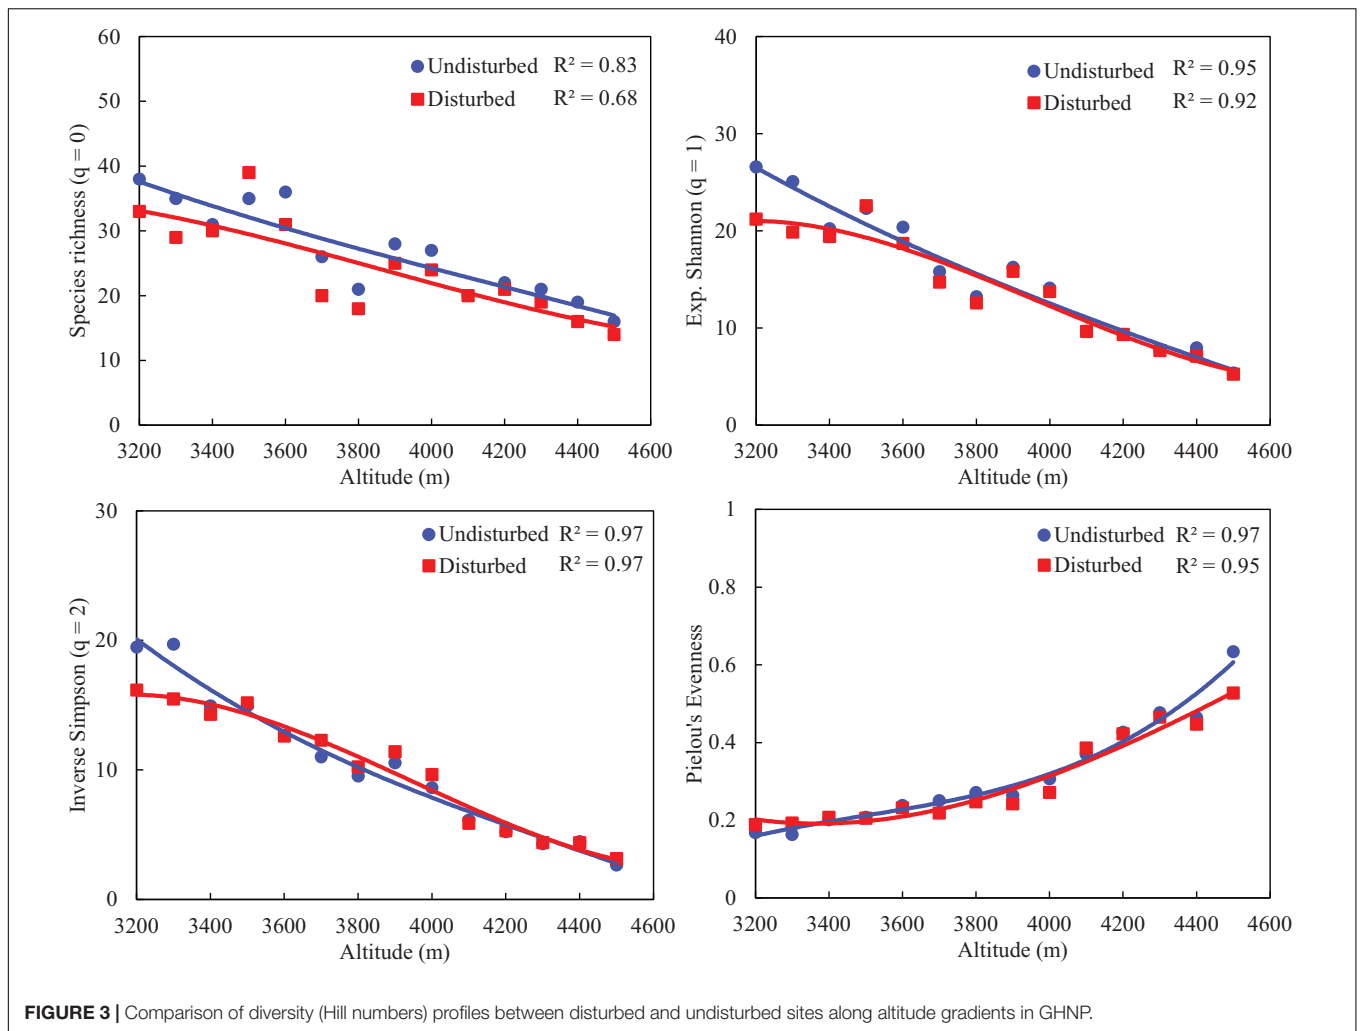 60
50
40
30
20
10
0
Species richness (q = 0)
Undisturbed R² = 0.83
Disturbed R² = 0.68
3200 3400 3600 3800 4000 4200 4400 4600
Altitude (m)
40
30
20
10
0
Exp. Shannon (q = 1)
Undisturbed R² = 0.95
Disturbed R² = 0.92
3200 3400 3600 3800 4000 4200 4400 4600
Altitude (m)
30
20
10
0
Inverse Simpson (q = 2)
Undisturbed R² = 0.97
Disturbed R² = 0.97
3200 3400 3600 3800 4000 4200 4400 4600
Altitude (m)
1
0.8
0.6
0.4
0.2
0
Pielou's Evenness
Undisturbed R² = 0.97
Disturbed R² = 0.95
3200 3400 3600 3800 4000 4200 4400 4600
Altitude (m)
FIGURE 3 | Comparison of diversity (Hill numbers) profiles between disturbed and undisturbed sites along altitude gradients in GHNP.